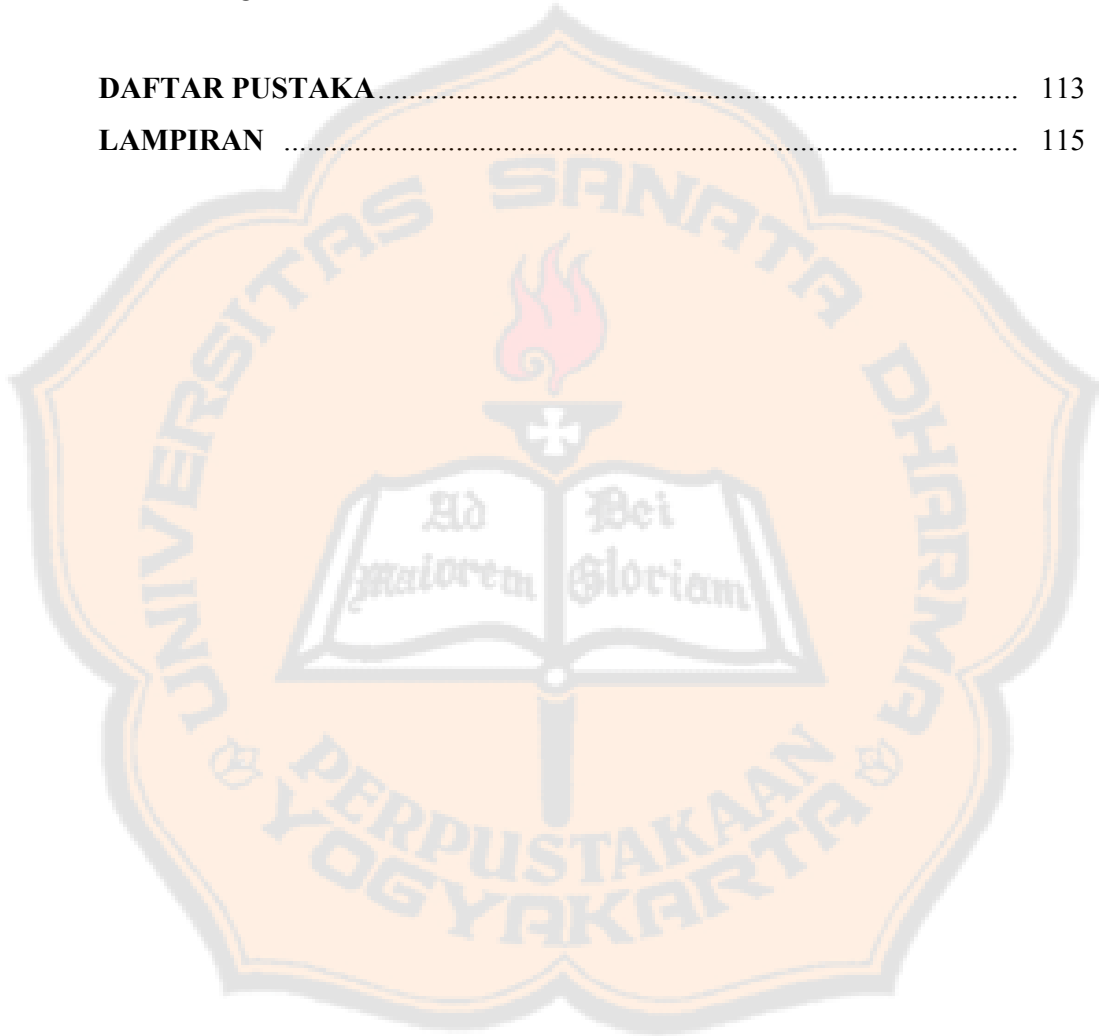 DAFTAR PUSTAKA........................................................................................ 113
LAMPIRAN ..................................................................................................... 115
UNIVERSITAS SANATA DHARMA
Ad Dei
Maiorem Gloriam
PERPUSTAKAAN
YOGYAKARTA